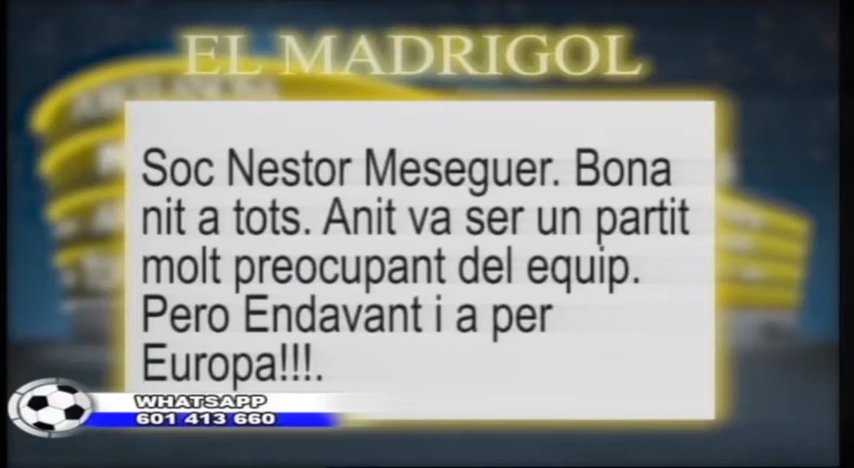 EL MADRIGOL
Soc Nestor Meseguer. Bona
nit a tots. Anit va ser un partit
molt preocupant del equip.
Pero Endavant i a per
Europa!!!.
WHATSAPP
601 413 660